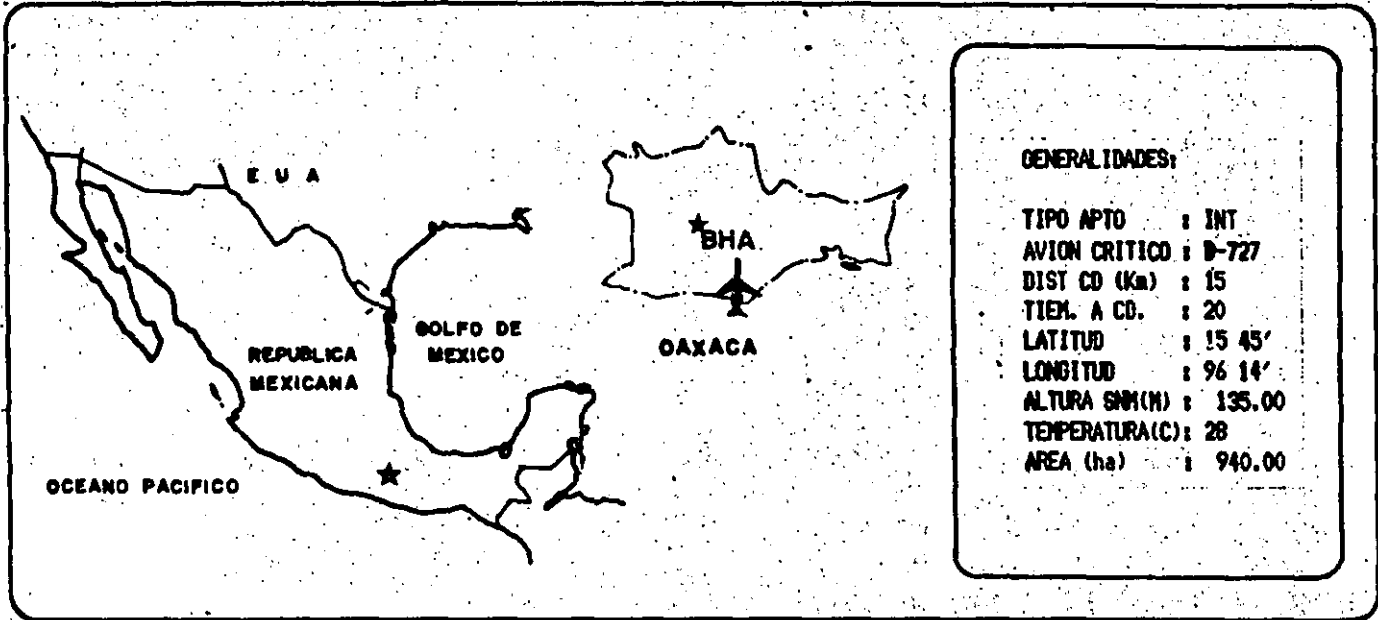 E U A
REPUBLICA
MEXICANA
GOLFO DE
MEXICO
OCEANO PACIFICO
BHA
OAXACA
GENERALIDADES:
TIPO APTO : INT
AVION CRITICO : B-727
DIST CD (Km) : 15
TIEM. A CD. : 20
LATITUD : 15 45'
LONGITUD : 96 14'
ALTURA SNM(M) : 135.00
TEMPERATURA(C): 28
AREA (ha) : 940.00